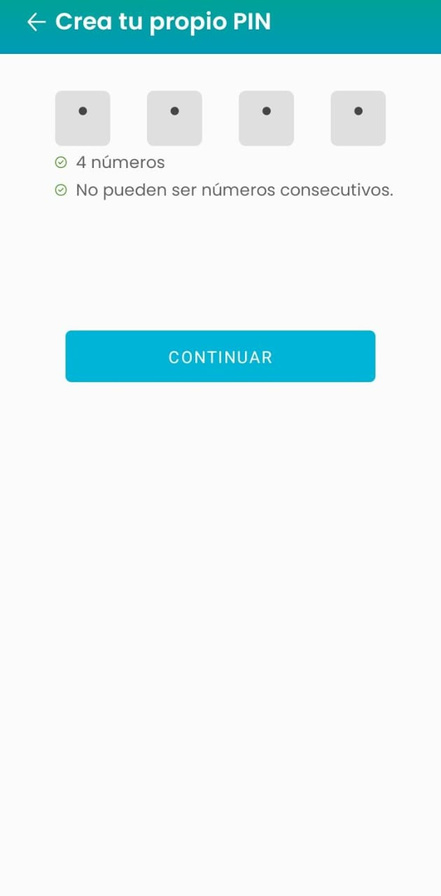 Crea tu propio PIN
4 números
No pueden ser números consecutivos.
CONTINUAR